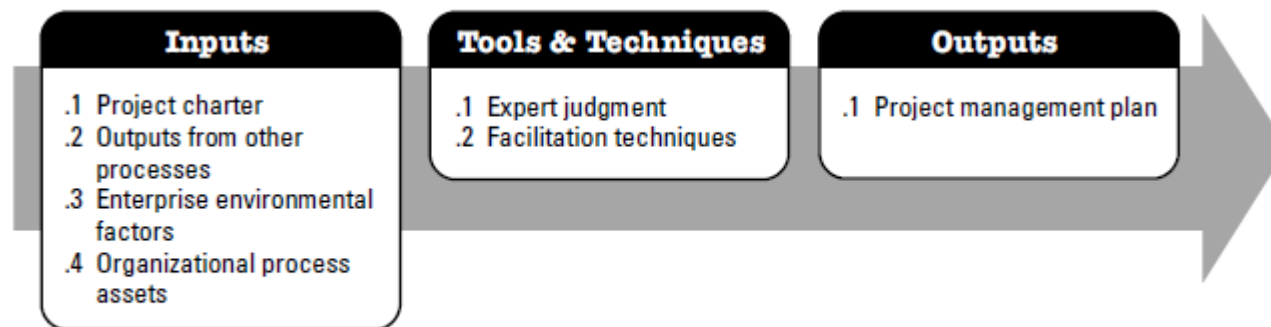 Inputs
.1 Project charter
.2 Outputs from other
processes
.3 Enterprise environmental
factors
.4 Organizational process
assets
Tools & Techniques
.1 Expert judgment
.2 Facilitation techniques
Outputs
.1 Project management plan